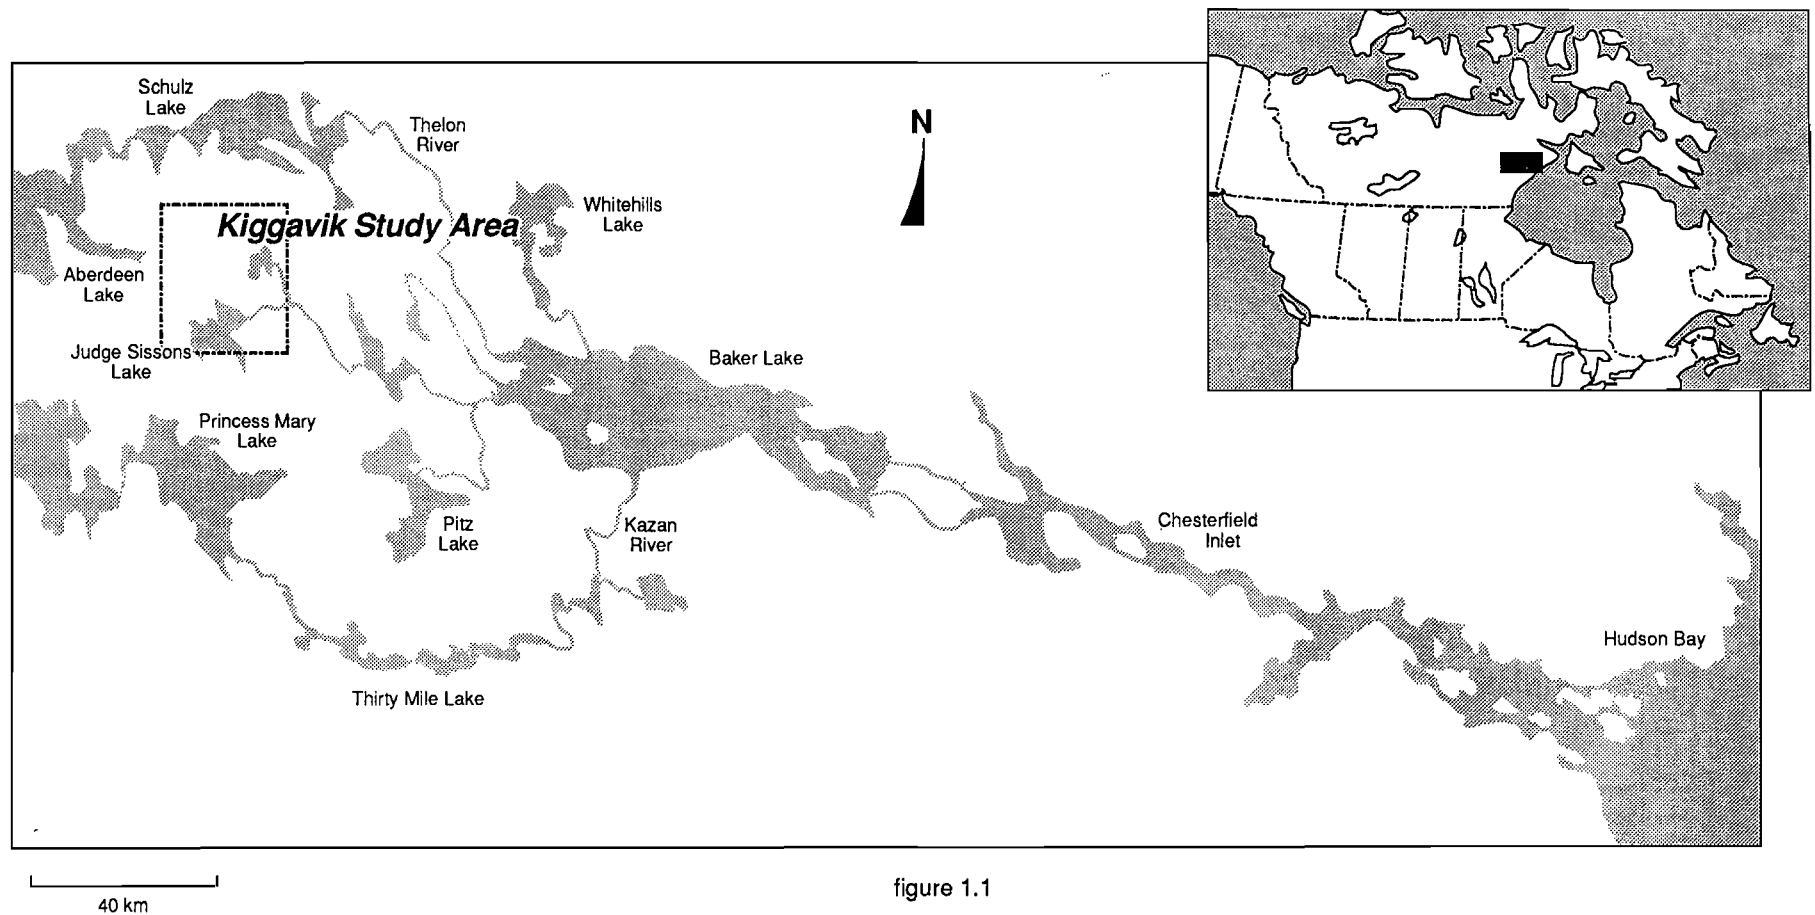 Schulz
Lake
Thelon
River
N
Whitehills
Lake
Kiggavik Study Area
Aberdeen
Lake
Judge Sissons
Lake
Baker Lake
Princess Mary
Lake
Pitz
Lake
Kazan
River
Chesterfield
Inlet
Hudson Bay
Thirty Mile Lake
40 km
figure 1.1